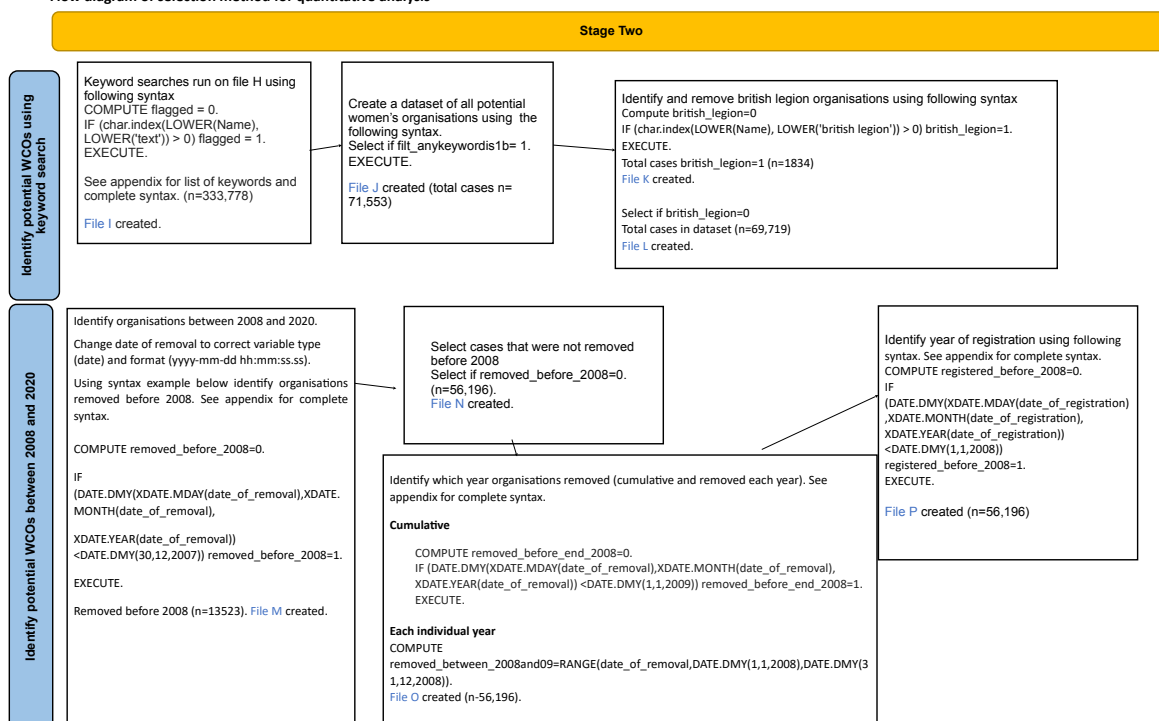 Stage Two
Identify potential WCOs using
keyword search
Keyword searches run on file H using
following syntax
COMPUTE flagged = 0.
IF (char.index(LOWER(Name),
LOWER('text')) > 0) flagged = 1.
EXECUTE.
See appendix for list of keywords and
complete syntax. (n=333,778)
File I created.
Create a dataset of all potential
women's organisations using the
following syntax.
Select if filt_anykeywordis1b= 1.
EXECUTE.
File J created (total cases n=
71,553)
Identify and remove british legion organisations using following syntax
Compute british_legion=0
IF (char.index(LOWER(Name), LOWER('british legion')) > 0) british_legion=1.
EXECUTE.
Total cases british_legion=1 (n=1834)
File K created.
Select if british_legion=0
Total cases in dataset (n=69,719)
File L created.
Identify potential WCOs between 2008 and 2020
Identify organisations between 2008 and 2020.
Change date of removal to correct variable type
(date) and format (yyyy-mm-dd hh:mm:ss.ss).
Using syntax example below identify organisations
removed before 2008. See appendix for complete
syntax.
COMPUTE removed_before_2008=0.
IF
(DATE.DMY(XDATE.MDAY(date_of_removal),XDATE.
MONTH(date_of_removal),
XDATE.YEAR(date_of_removal))
<DATE.DMY(30,12,2007)) removed_before_2008=1.
EXECUTE.
Removed before 2008 (n=13523). File M created.
Select cases that were not removed
before 2008
Select if removed_before_2008=0.
(n=56,196).
File N created.
Identify which year organisations removed (cumulative and removed each year). See
appendix for complete syntax.
Cumulative
COMPUTE removed_before_end_2008=0.
IF (DATE.DMY(XDATE.MDAY(date_of_removal),XDATE.MONTH(date_of_removal),
XDATE.YEAR(date_of_removal)) <DATE.DMY(1,1,2009)) removed_before_end_2008=1.
EXECUTE.
Each individual year
COMPUTE
removed_between_2008and09=RANGE(date_of_removal,DATE.DMY(1,1,2008),DATE.DMY(3
1,12,2008)).
File O created (n-56,196).
Identify year of registration using following
syntax. See appendix for complete syntax.
COMPUTE registered_before_2008=0.
IF
(DATE.DMY(XDATE.MDAY(date_of_registration)
,XDATE.MONTH(date_of_registration),
XDATE.YEAR(date_of_registration))
<DATE.DMY(1,1,2008))
registered_before_2008=1.
EXECUTE.
File P created (n=56,196)